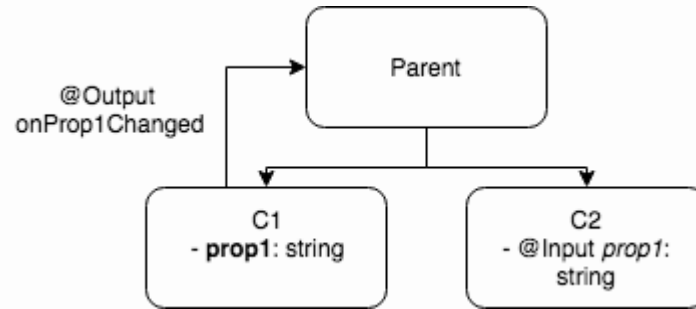 Parent
@Output
onProp1Changed
C1
- prop1: string
C2
- @Input prop1:
string